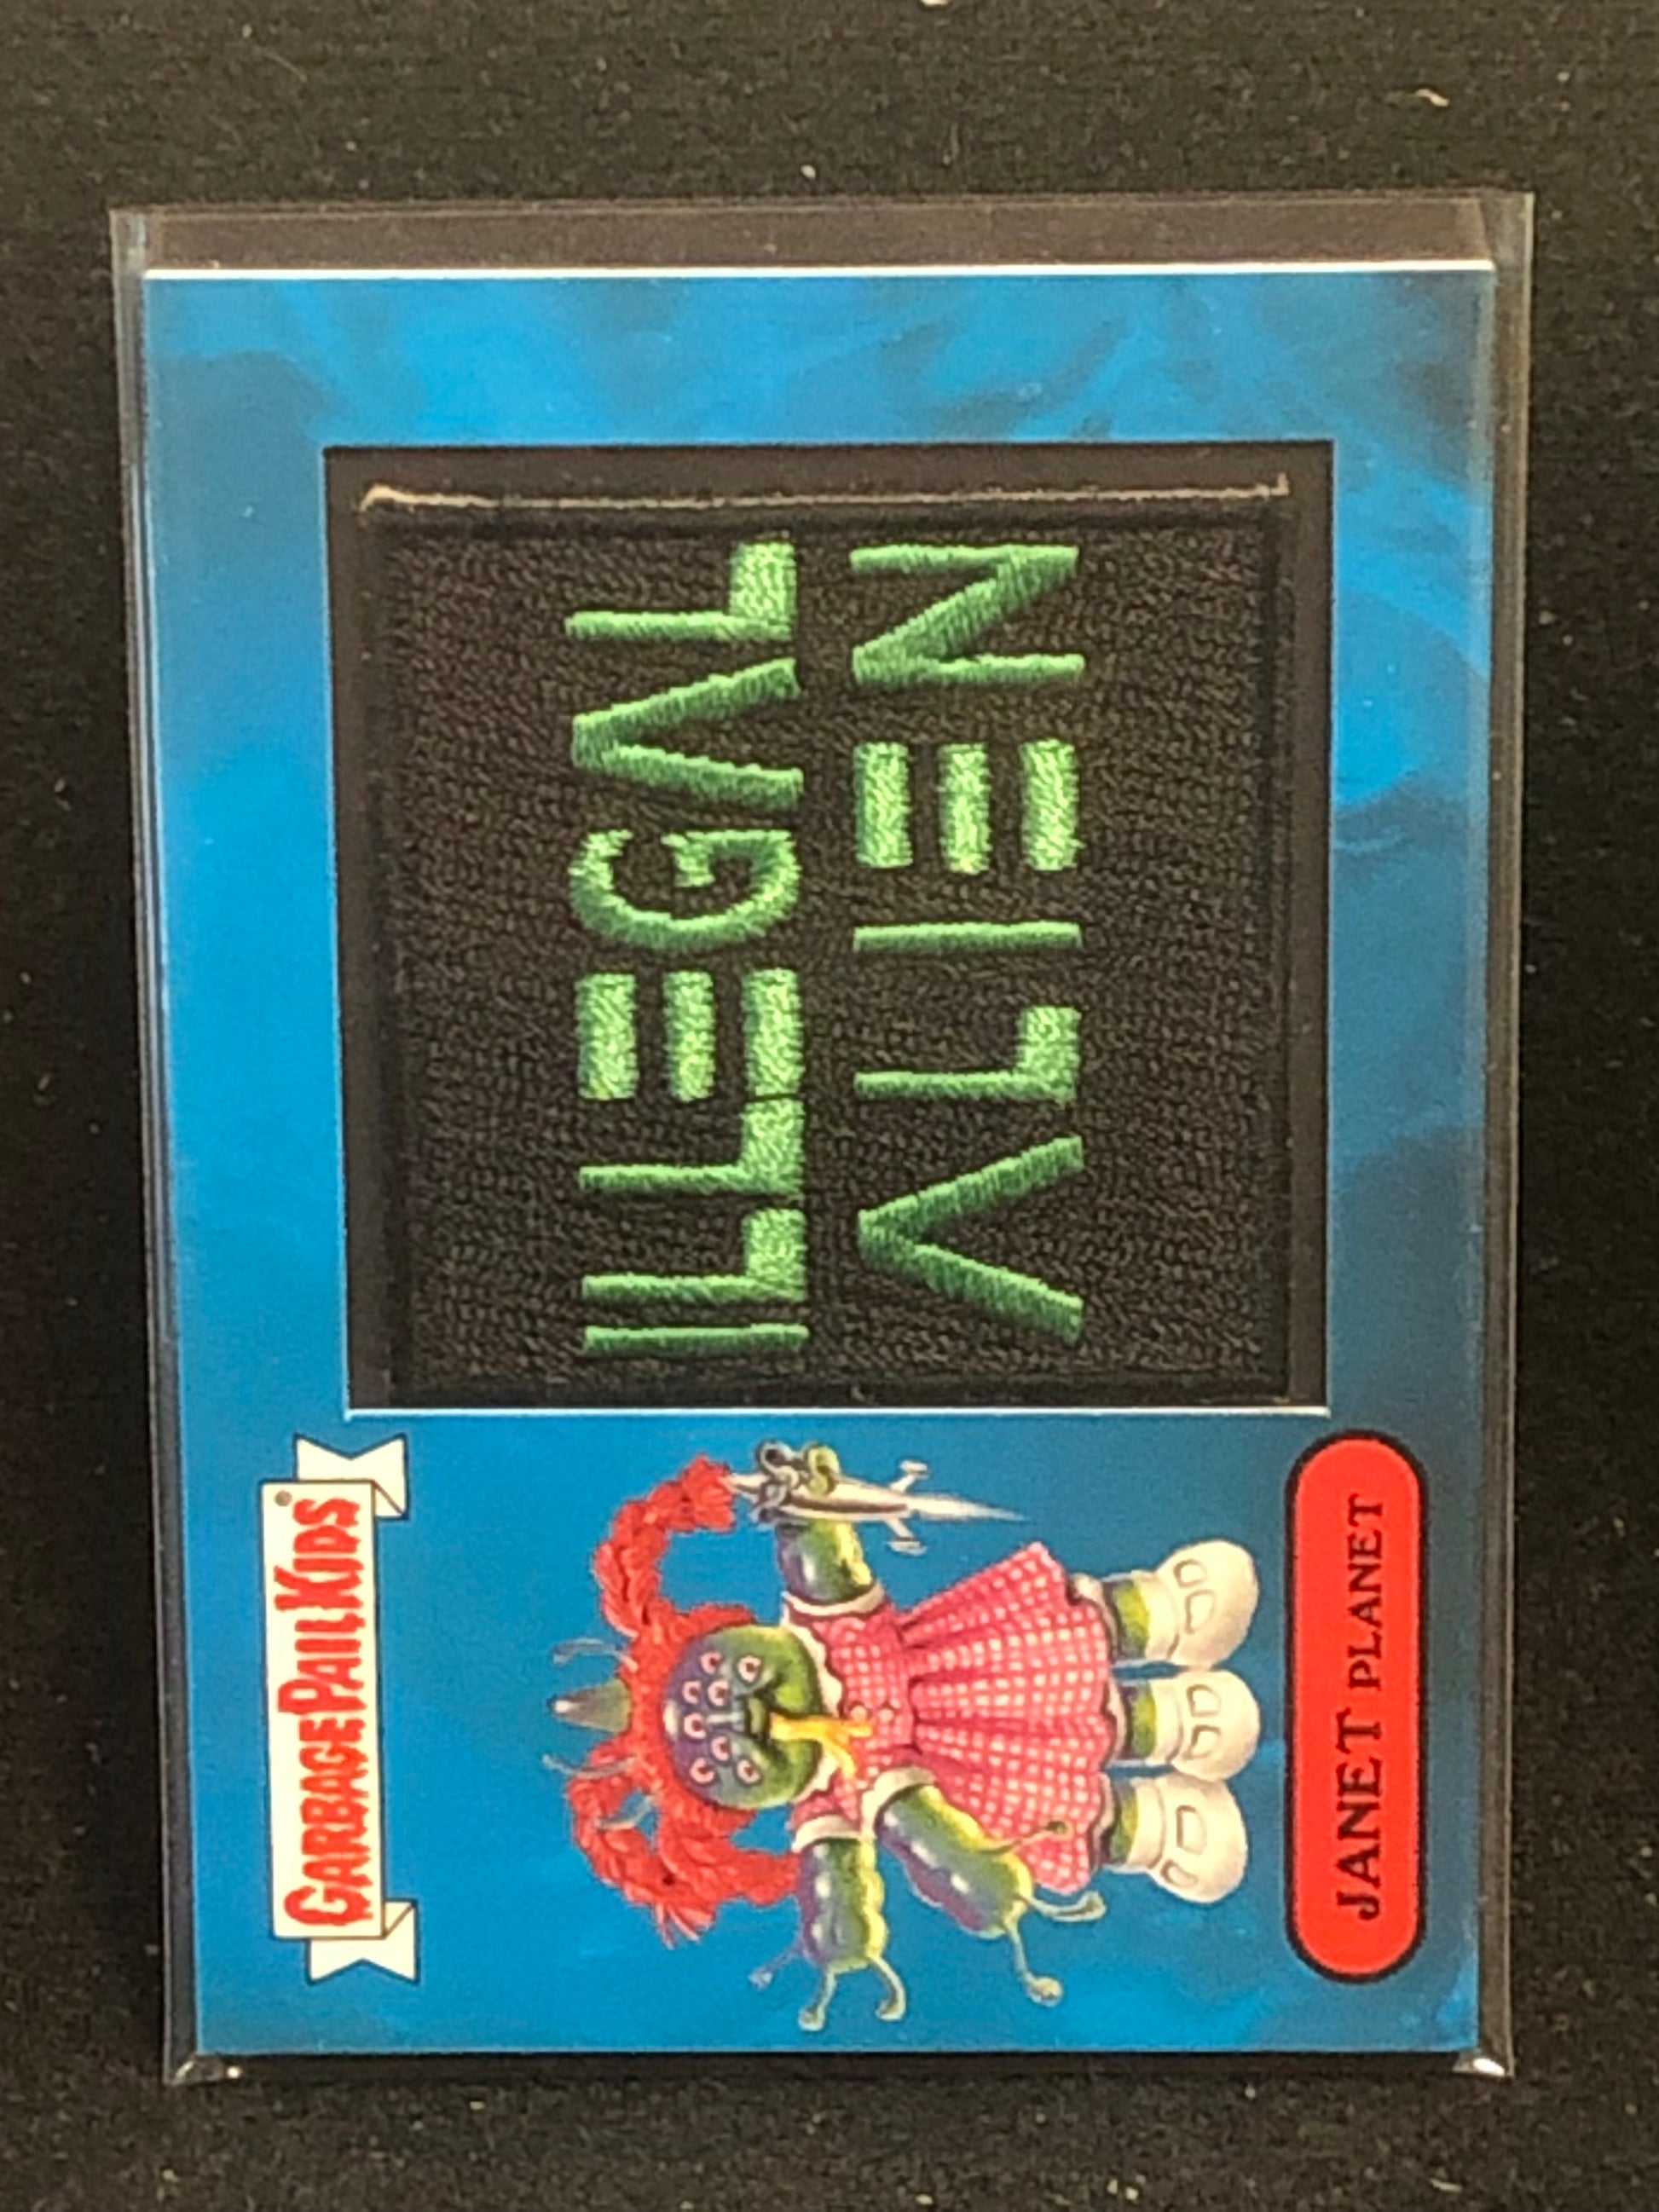 GARBAGE PAIL KIDS®
ILLEGAL
ALIEN
JANET PLANET